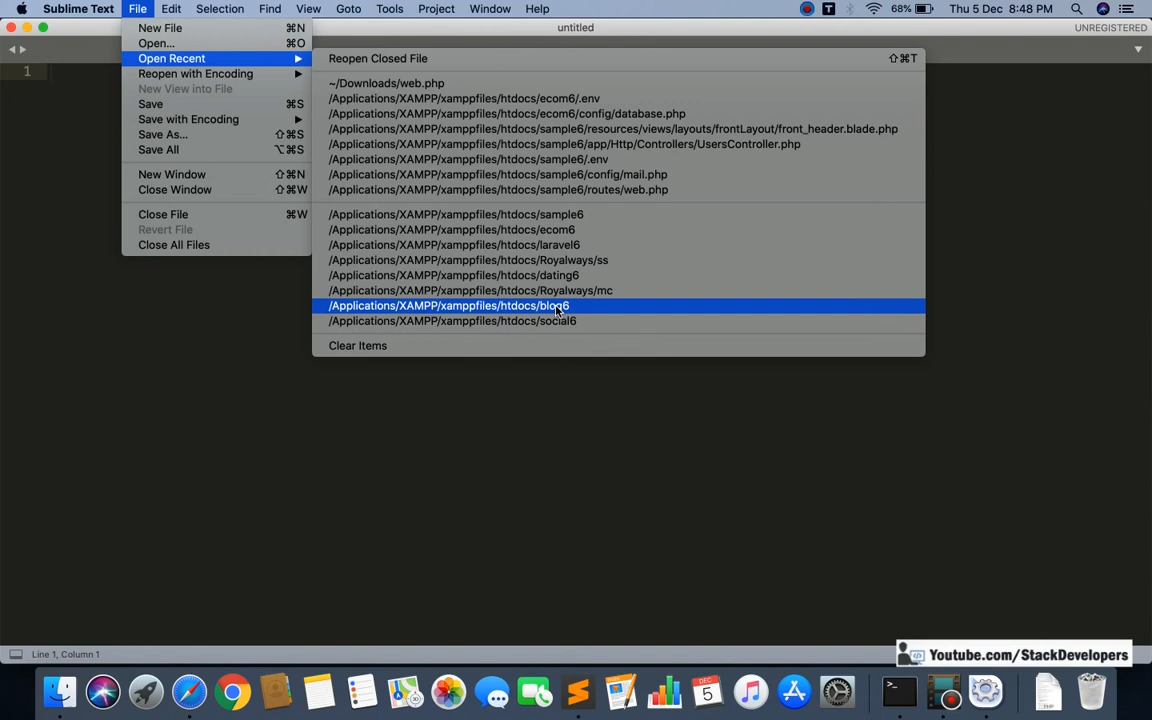 Sublime Text File Edit Selection Find View Goto Tools Project Window Help 68% Thu 5 Dec 8:48 PM
untitled UNREGISTERED
New File ⌘N
Open... ⌘O
Open Recent
Reopen with Encoding
New View into File
Save ⌘S
Save with Encoding
Save As... ⇧⌘S
Save All ⌥⌘S
New Window ⇧⌘N
Close Window ⇧⌘W
Close File ⌘W
Revert File
Close All Files
Reopen Closed File ⇧⌘T
~/Downloads/web.php
/Applications/XAMPP/xamppfiles/htdocs/ecom6/.env
/Applications/XAMPP/xamppfiles/htdocs/ecom6/config/database.php
/Applications/XAMPP/xamppfiles/htdocs/sample6/resources/views/layouts/frontLayout/front_header.blade.php
/Applications/XAMPP/xamppfiles/htdocs/sample6/app/Http/Controllers/UsersController.php
/Applications/XAMPP/xamppfiles/htdocs/sample6/.env
/Applications/XAMPP/xamppfiles/htdocs/sample6/config/mail.php
/Applications/XAMPP/xamppfiles/htdocs/sample6/routes/web.php
/Applications/XAMPP/xamppfiles/htdocs/sample6
/Applications/XAMPP/xamppfiles/htdocs/ecom6
/Applications/XAMPP/xamppfiles/htdocs/laravel6
/Applications/XAMPP/xamppfiles/htdocs/Royalways/ss
/Applications/XAMPP/xamppfiles/htdocs/dating6
/Applications/XAMPP/xamppfiles/htdocs/Royalways/mc
/Applications/XAMPP/xamppfiles/htdocs/blog6
/Applications/XAMPP/xamppfiles/htdocs/social6
Clear Items
1
Line 1, Column 1
Youtube.com/StackDevelopers
DEC
5
PHP